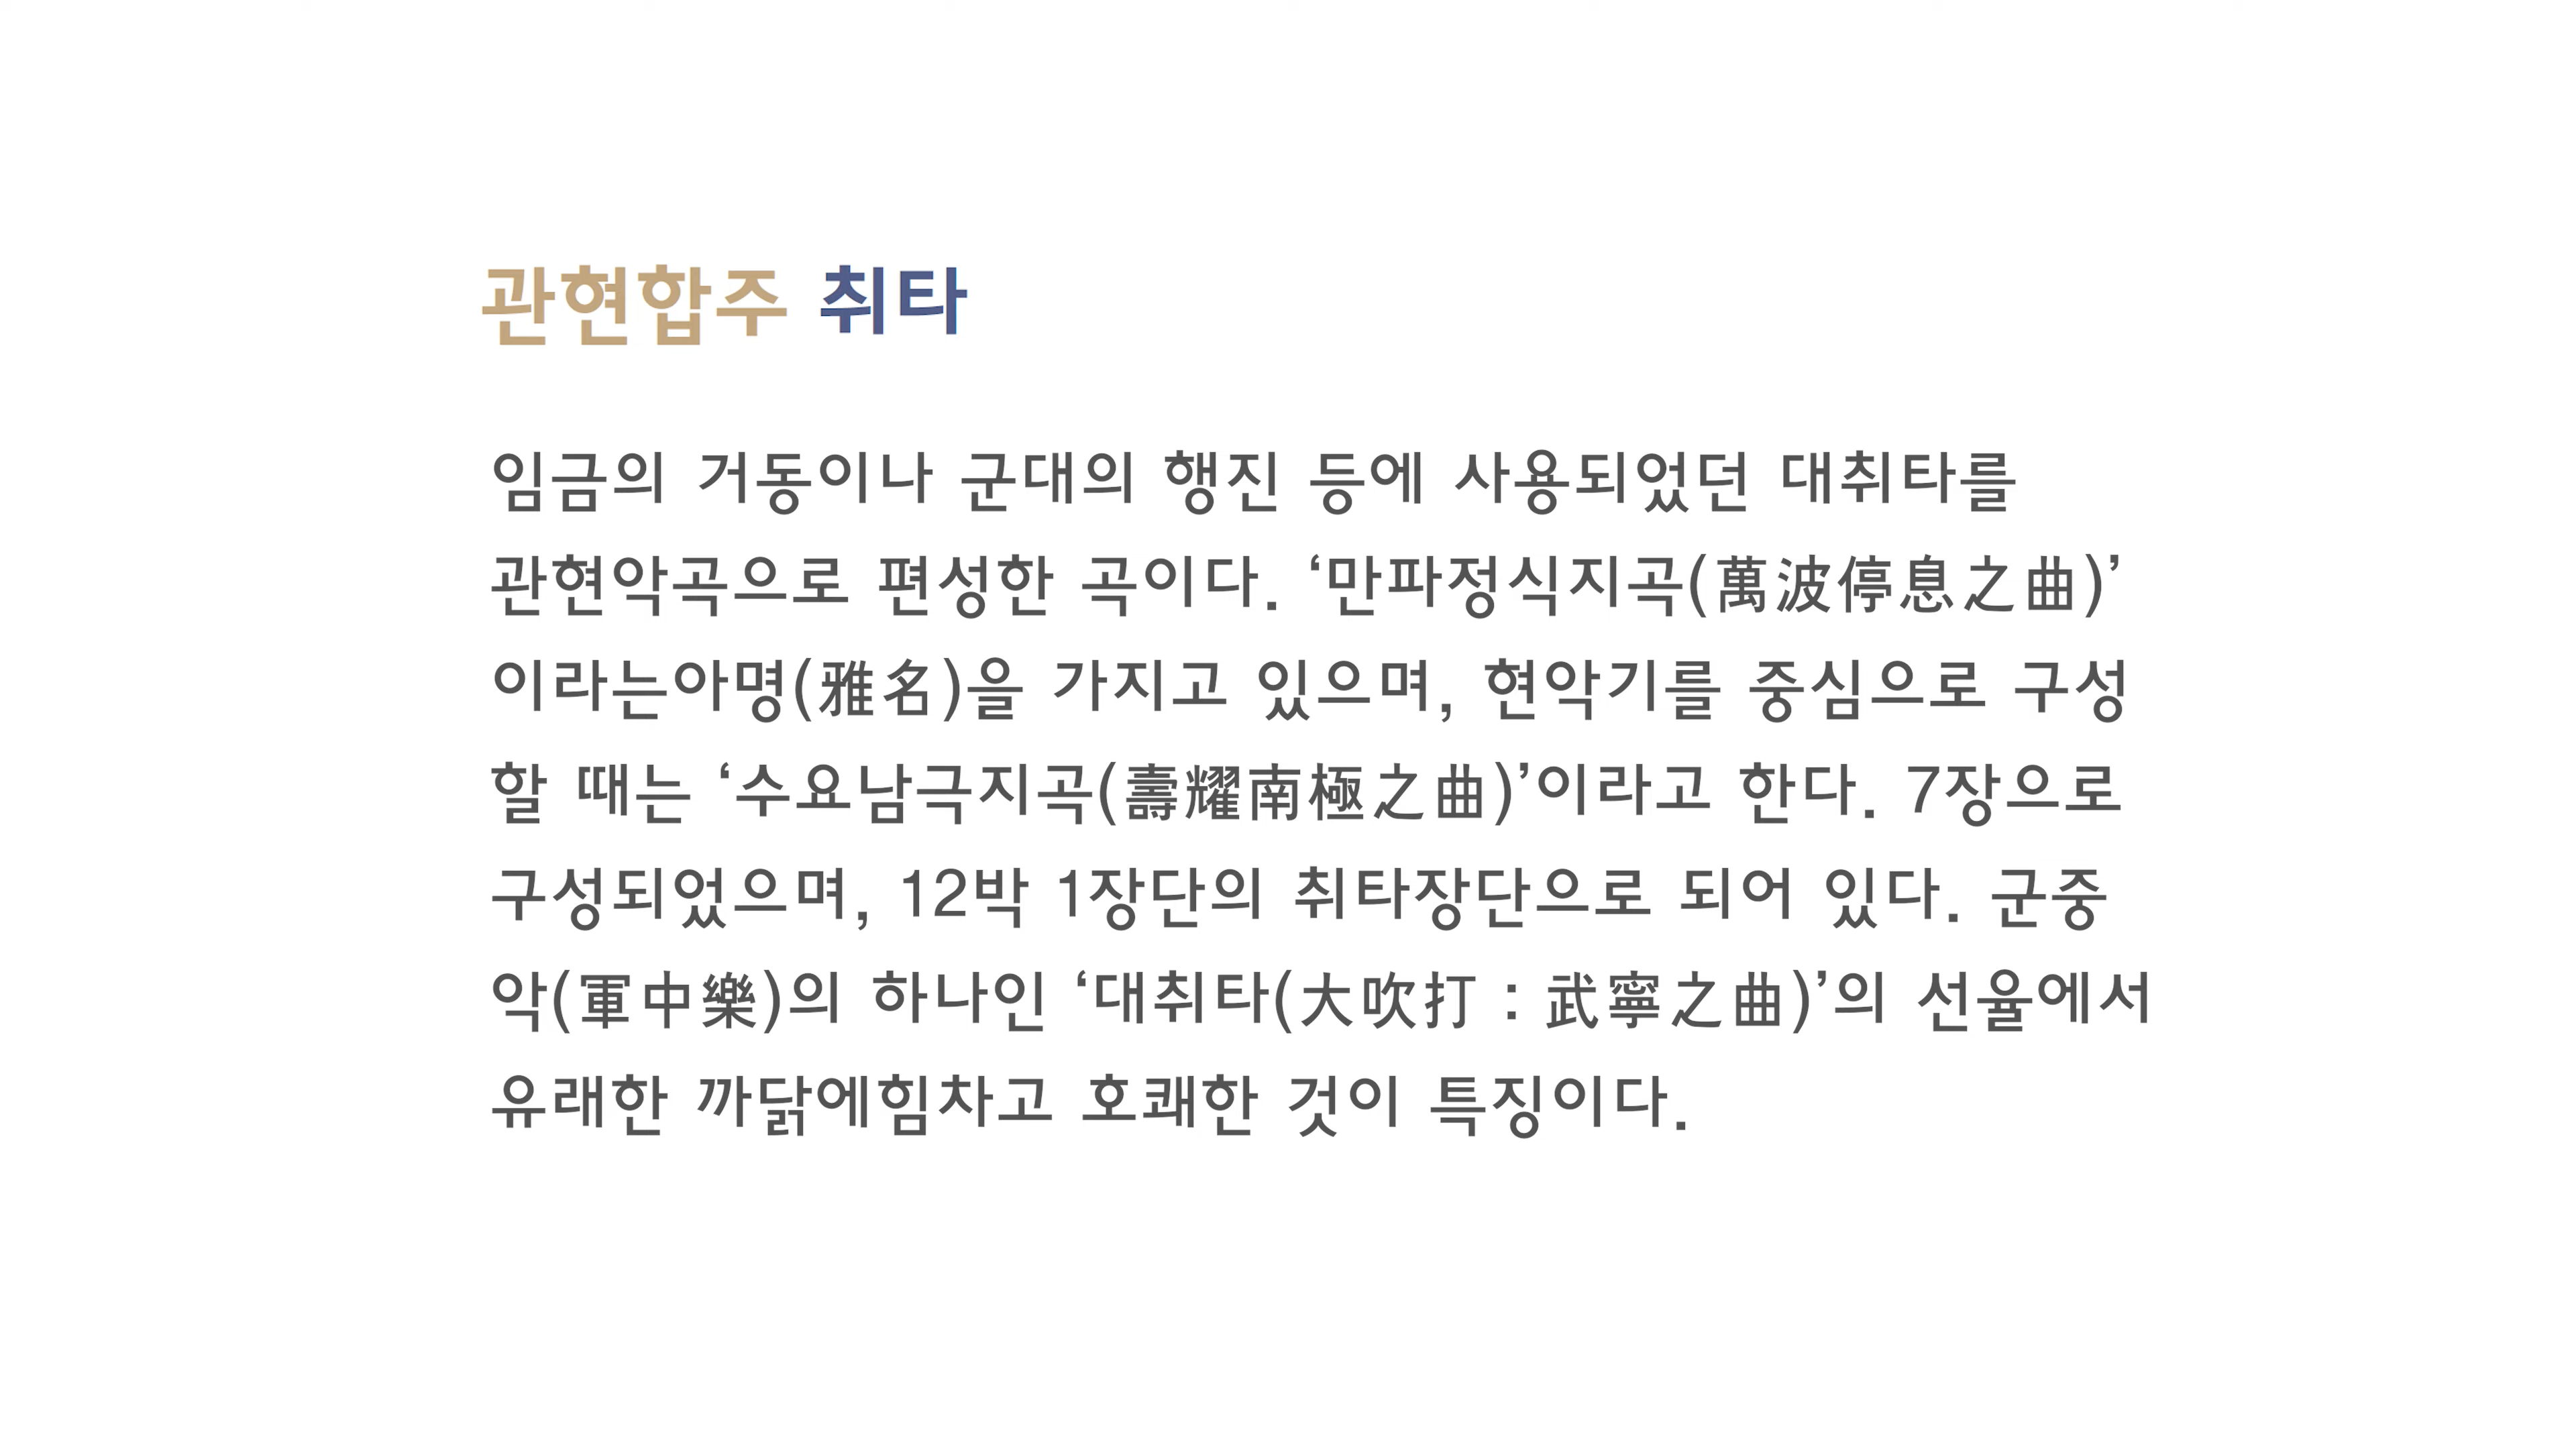 관현합주 취타
임금의 거동이나 군대의 행진 등에 사용되었던 대취타를
관현악곡으로 편성한 곡이다. ‘만파정식지곡(萬波停息之曲)’
이라는아명(雅名)을 가지고 있으며, 현악기를 중심으로 구성
할 때는 ‘수요남극지곡(壽耀南極之曲)’이라고 한다. 7장으로
구성되었으며, 12박 1장단의 취타장단으로 되어 있다. 군중
악(軍中樂)의 하나인 ‘대취타(大吹打 : 武寧之曲)’의 선율에서
유래한 까닭에힘차고 호쾌한 것이 특징이다.